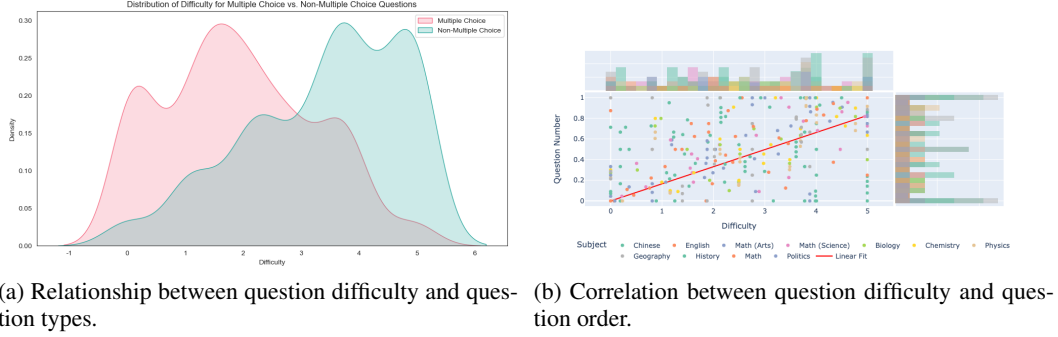 Distribution of Difficulty for Multiple Choice vs. Non-Multiple Choice Questions
Multiple Choice
Non-Multiple Choice
0.30
0.25
0.20
0.15
0.10
0.05
0.00
Density
-1 0 1 2 3 4 5 6
Difficulty
(a) Relationship between question difficulty and ques-
tion types.
1
0.8
0.6
0.4
0.2
0
Question Number
0 1 2 3 4 5
Difficulty
Subject Chinese English Math (Arts) Math (Science) Biology Chemistry Physics
Geography History Math Politics Linear Fit
(b) Correlation between question difficulty and ques-
tion order.